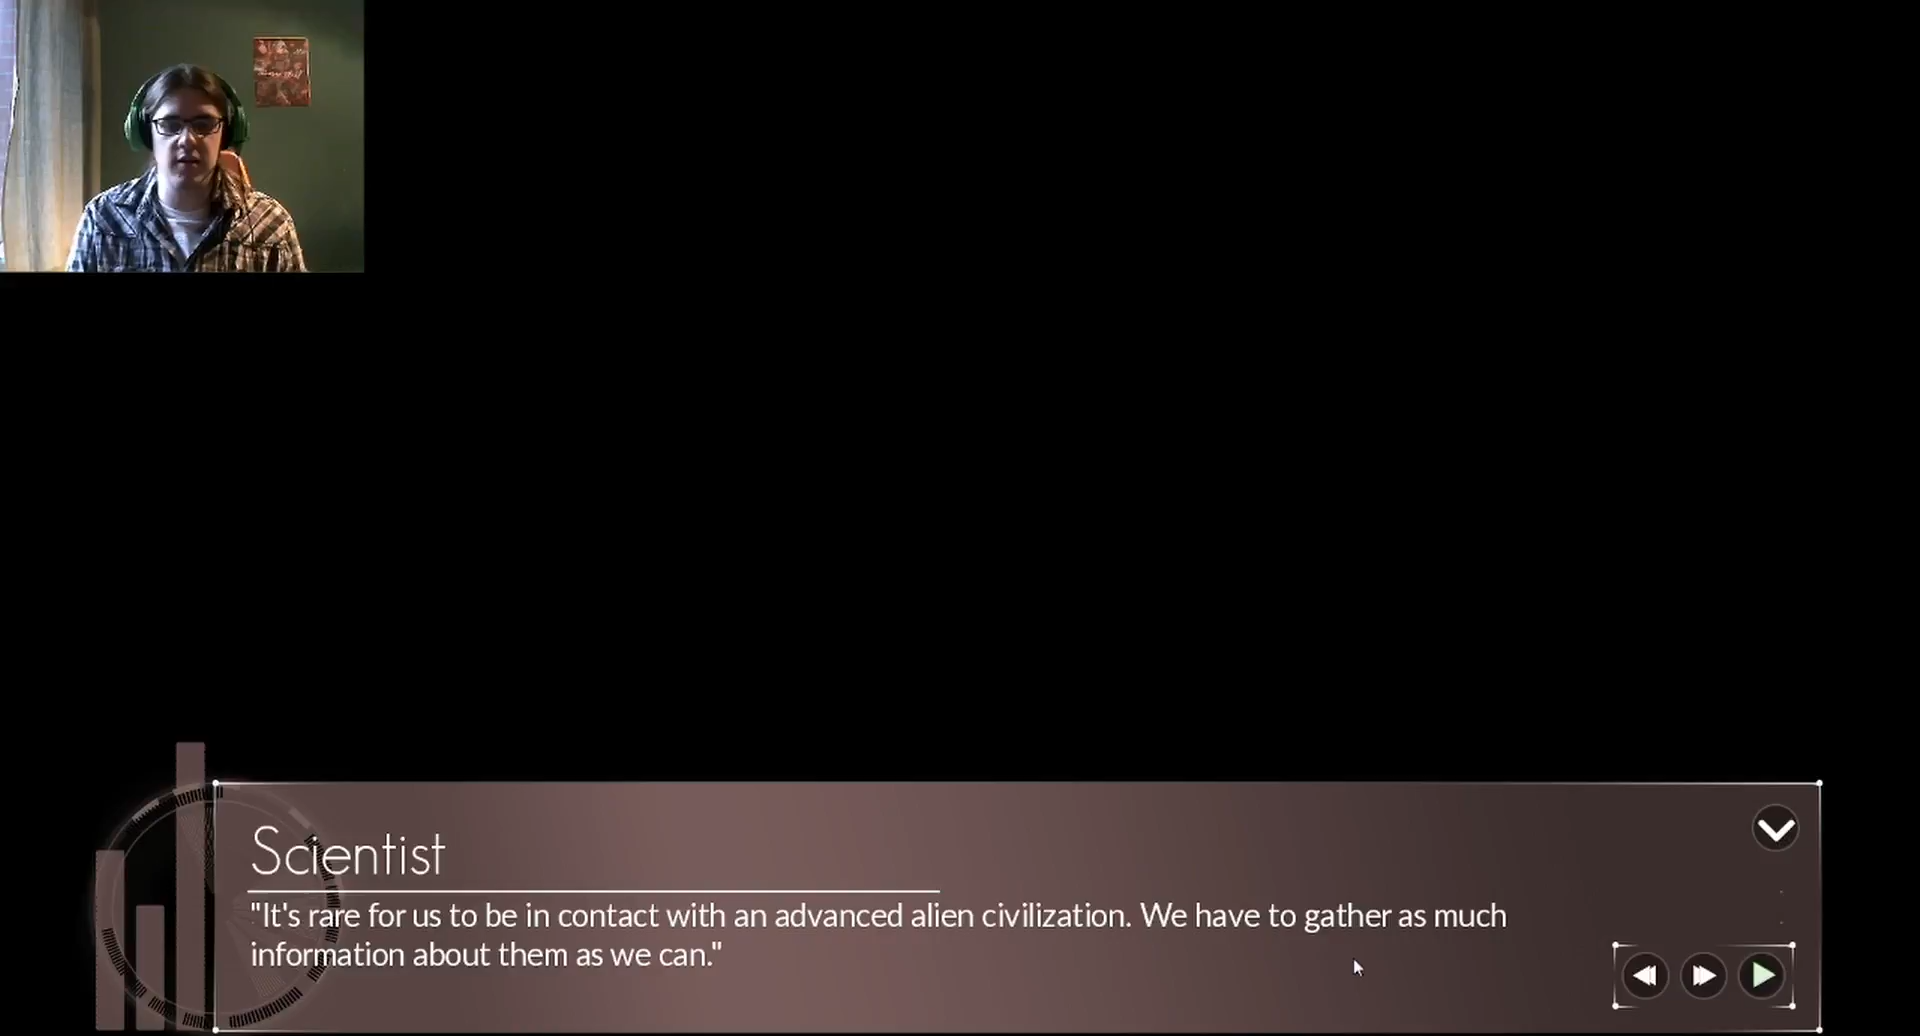 Scientist
"It's rare for us to be in contact with an advanced alien civilization. We have to gather as much
information about them as we can."